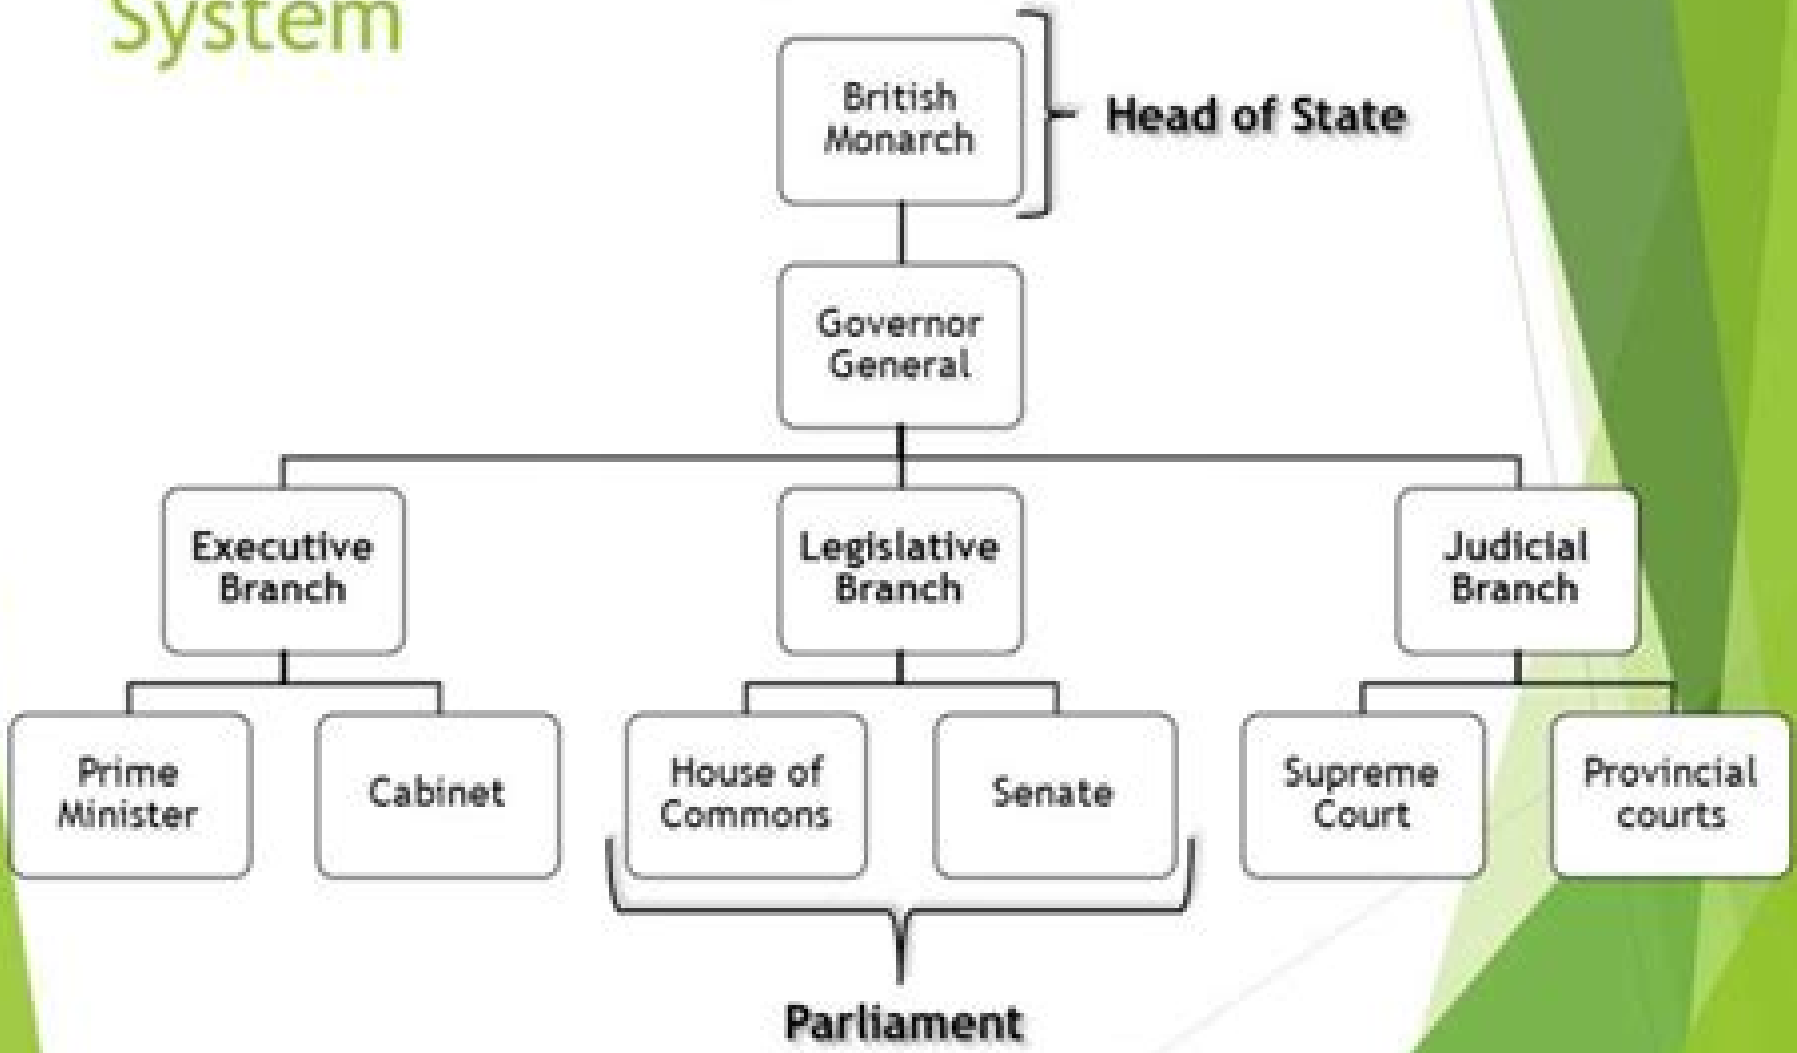 System
British
Monarch
Head of State
Governor
General
Executive
Branch
Legislative
Branch
Judicial
Branch
Prime
Minister
Cabinet
House of
Commons
Senate
Supreme
Court
Provincial
courts
Parliament